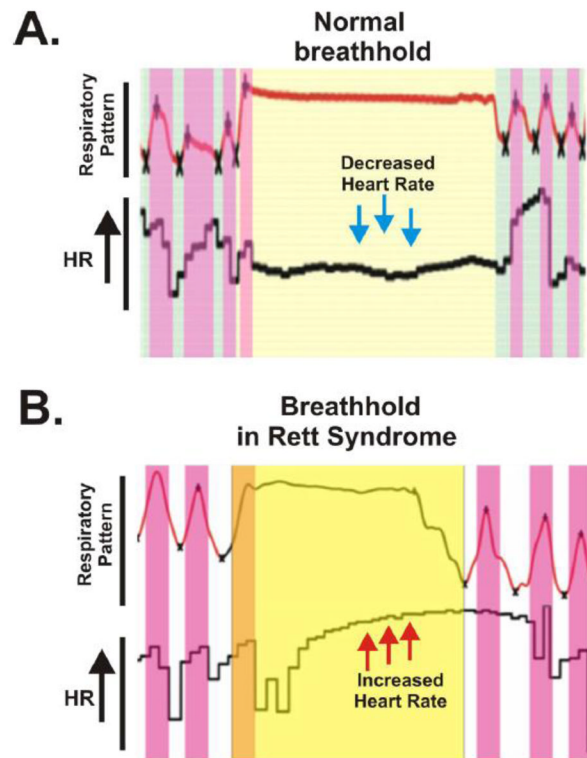 A.
Normal
breathhold
Respiratory
Pattern
Decreased
Heart Rate
HR
B.
Breathhold
in Rett Syndrome
Respiratory
Pattern
HR
Increased
Heart Rate